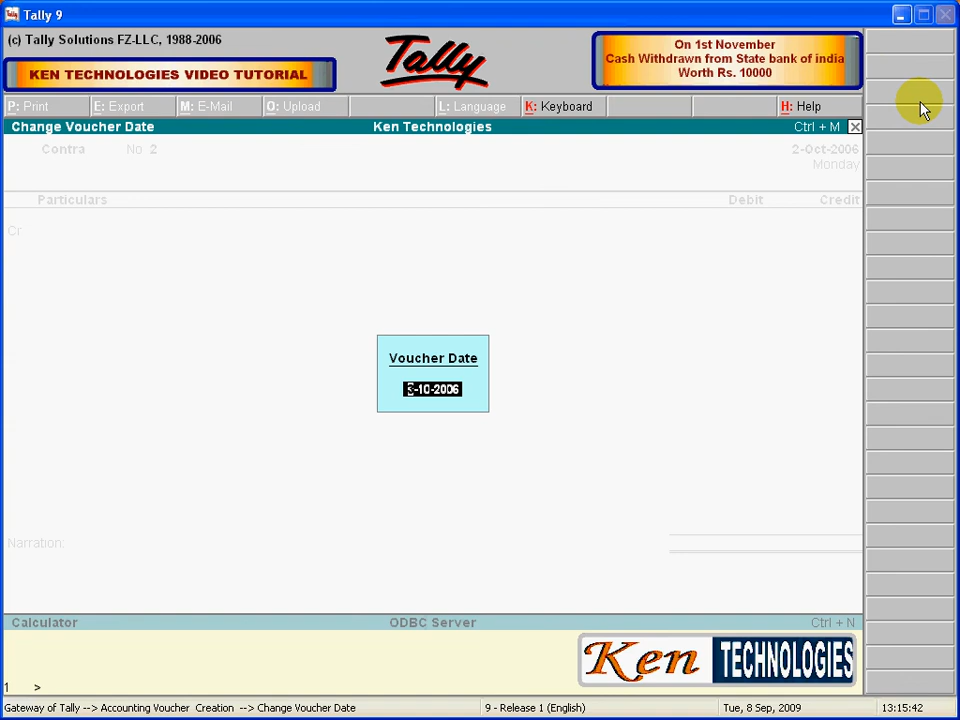 Tally 9
(c) Tally Solutions FZ-LLC, 1988-2006
KEN TECHNOLOGIES VIDEO TUTORIAL
Tally
On 1st November
Cash Withdrawn from State bank of india
Worth Rs. 10000
P: Print E: Export M: E-Mail O: Upload L: Language K: Keyboard H: Help
Change Voucher Date Ken Technologies Ctrl + M
Contra No 2 2-Oct-2006
Monday
Particulars Debit Credit
Cr
Voucher Date
3-10-2006
Narration:
Calculator ODBC Server Ctrl + N
Ken TECHNOLOGIES
1 >
Gateway of Tally --> Accounting Voucher Creation --> Change Voucher Date 9 - Release 1 (English) Tue, 8 Sep, 2009 13:15:42